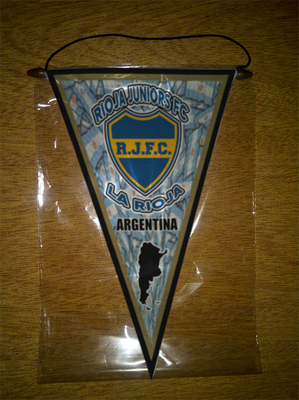 RIOJA JUNIORS FC
R.J.F.C.
LA RIOJA
ARGENTINA